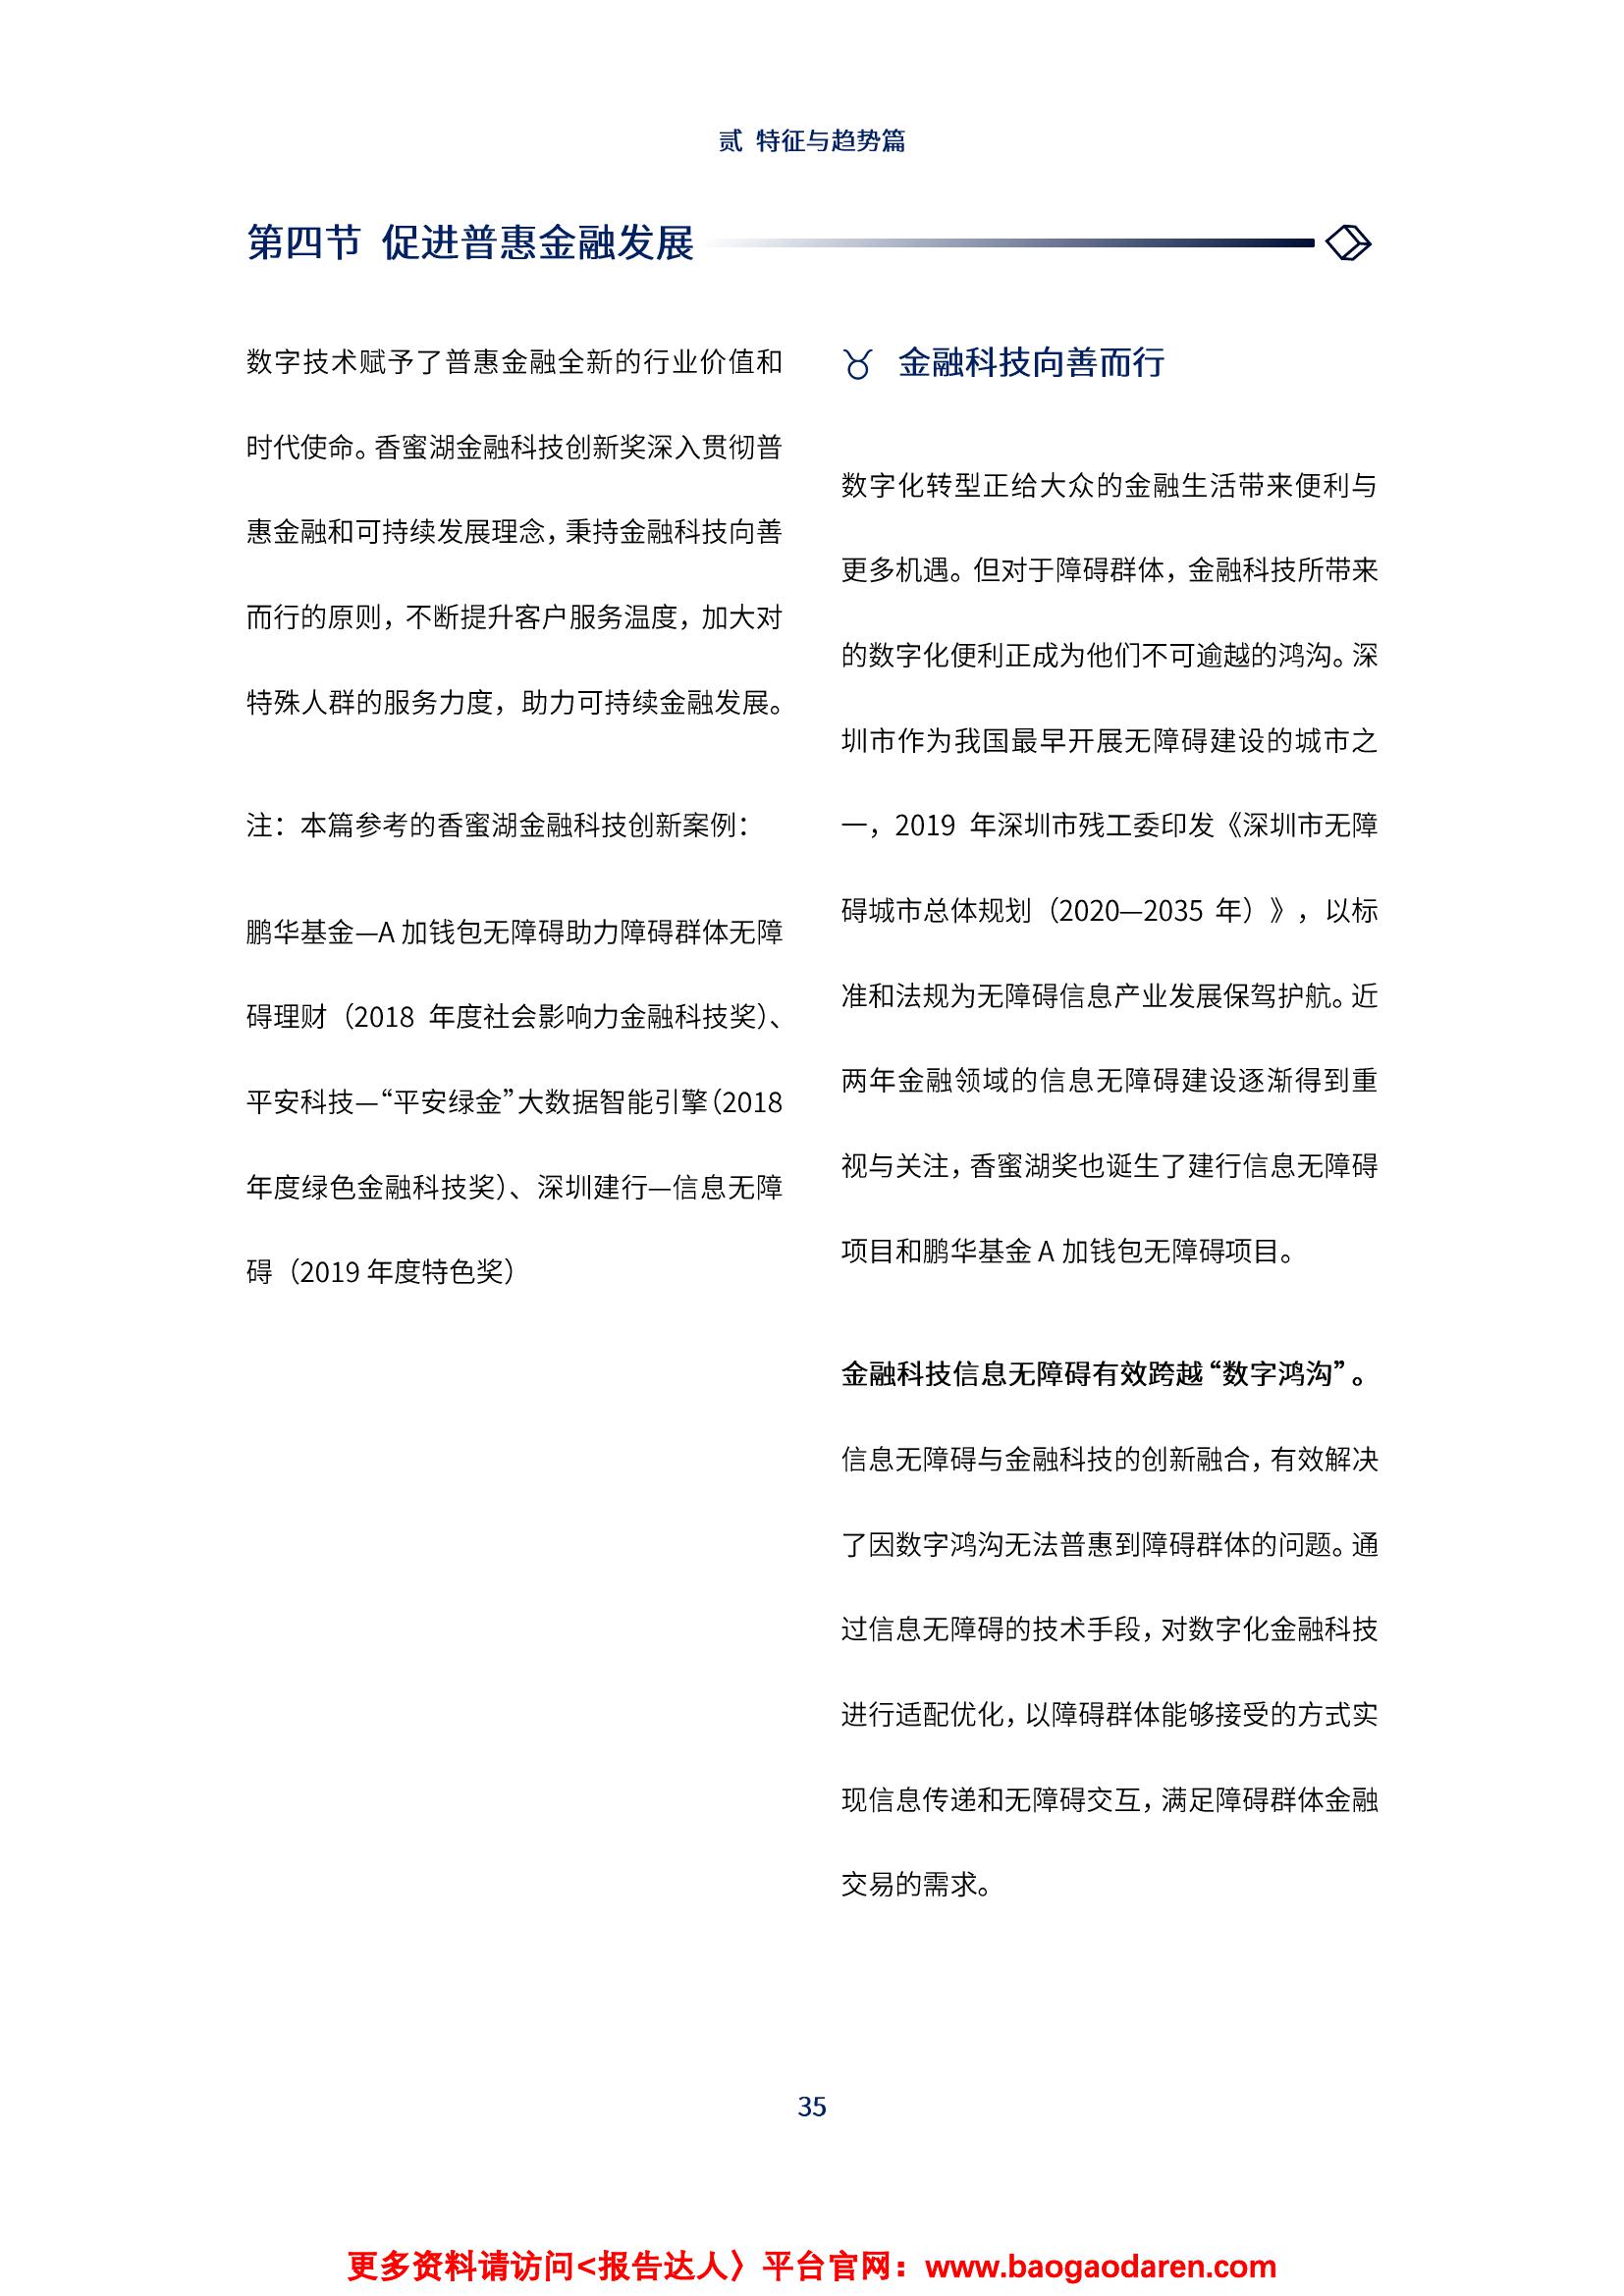 贰 特征与趋势篇
第四节 促进普惠金融发展
数字技术赋予了普惠金融全新的行业价值和
时代使命。香蜜湖金融科技创新奖深入贯彻普
惠金融和可持续发展理念，秉持金融科技向善
而行的原则，不断提升客户服务温度，加大对
特殊人群的服务力度，助力可持续金融发展。
注：本篇参考的香蜜湖金融科技创新案例：
鹏华基金—A 加钱包无障碍助力障碍群体无障
碍理财（2018 年度社会影响力金融科技奖）、
平安科技—“平安绿金”大数据智能引擎（2018
年度绿色金融科技奖）、深圳建行—信息无障
碍（2019 年度特色奖）
♉ 金融科技向善而行
数字化转型正给大众的金融生活带来便利与
更多机遇。但对于障碍群体，金融科技所带来
的数字化便利正成为他们不可逾越的鸿沟。深
圳市作为我国最早开展无障碍建设的城市之
一，2019 年深圳市残工委印发《深圳市无障
碍城市总体规划（2020—2035 年）》，以标
准和法规为无障碍信息产业发展保驾护航。近
两年金融领域的信息无障碍建设逐渐得到重
视与关注，香蜜湖奖也诞生了建行信息无障碍
项目和鹏华基金 A 加钱包无障碍项目。
金融科技信息无障碍有效跨越“数字鸿沟”。
信息无障碍与金融科技的创新融合，有效解决
了因数字鸿沟无法普惠到障碍群体的问题。通
过信息无障碍的技术手段，对数字化金融科技
进行适配优化，以障碍群体能够接受的方式实
现信息传递和无障碍交互，满足障碍群体金融
交易的需求。
35
更多资料请访问<报告达人〉平台官网：www.baogaodaren.com